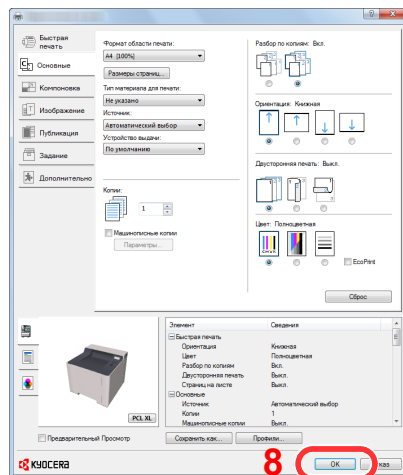 Быстрая
печать
Основные
Компоновка
Изображение
Публикация
Задание
Дополнительно
Формат области печати:
A4 [100%]
Размеры страниц...
Тип материала для печати:
Не указано
Источник:
Автоматический выбор
Устройство выдачи:
По умолчанию
Копии:
1
Машинописные копии
Параметры...
Разбор по копиям: Вкл.
Ориентация: Книжная
Двусторонняя печать: Выкл.
Цвет: Полноцветная
CMYK
EcoPrint
Сброс
PCL XL
Предварительный Просмотр
Элемент Сведения
Быстрая печать
Ориентация Книжная
Цвет Полноцветная
Разбор по копиям Вкл.
Двусторонняя печать Выкл.
Страниц на листе Выкл.
Основные
Источник Автоматический выбор
Копии 1
Машинописные копии Выкл.
Сохранить как... Профили...
KYOCERA
8 OK каз